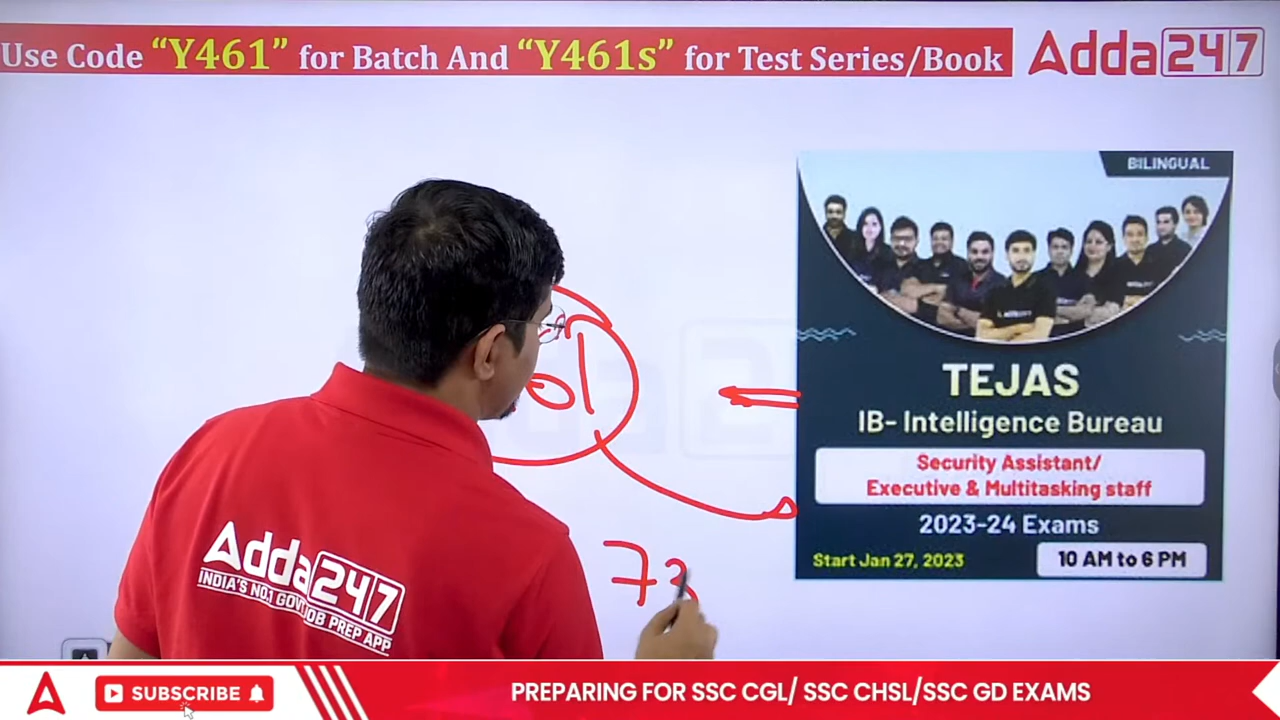 Use Code “Y461” for Batch And “Y461s” for Test Series/Book
Adda247
BILINGUAL
TEJAS
IB- Intelligence Bureau
Security Assistant/
Executive & Multitasking staff
2023-24 Exams
Start Jan 27, 2023
10 AM to 6 PM
Adda247
INDIA'S NO.1 GOVT JOB PREP APP
SUBSCRIBE
PREPARING FOR SSC CGL/ SSC CHSL/SSC GD EXAMS